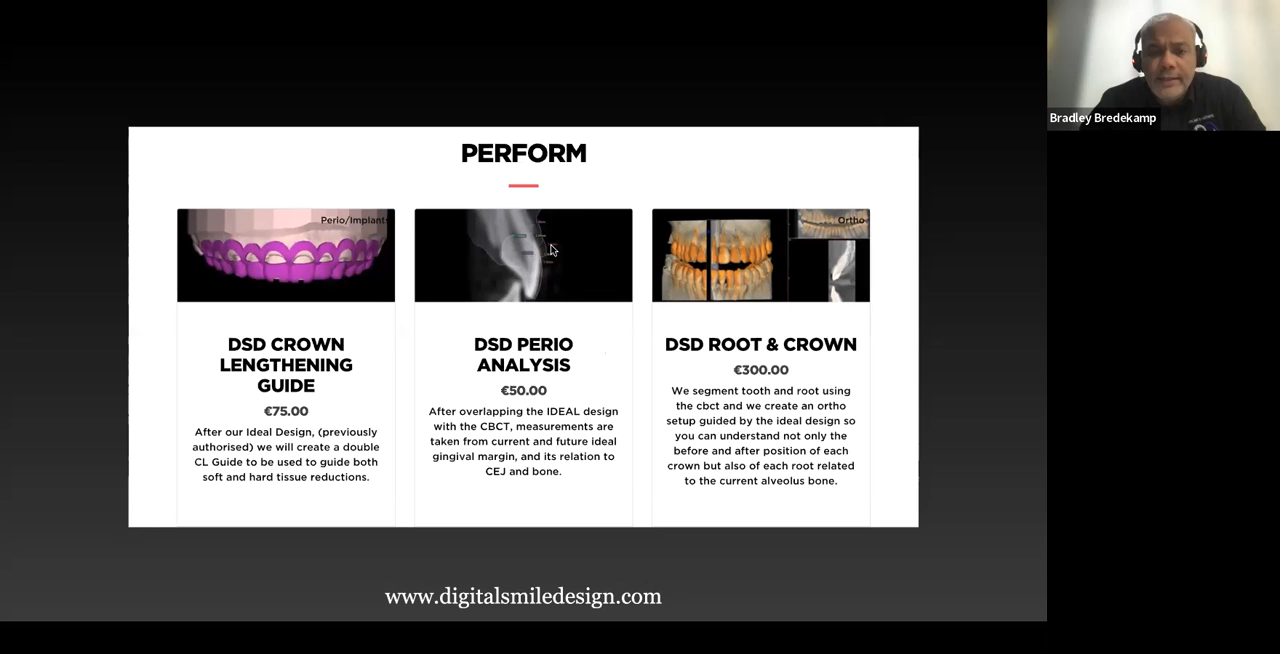 Bradley Bredekamp
PERFORM
Perio/Implants
Ortho
DSD CROWN
LENGTHENING
GUIDE
€75.00
After our Ideal Design, (previously
authorised) we will create a double
CL Guide to be used to guide both
soft and hard tissue reductions.
DSD PERIO
ANALYSIS
€50.00
After overlapping the IDEAL design
with the CBCT, measurements are
taken from current and future ideal
gingival margin, and its relation to
CEJ and bone.
DSD ROOT & CROWN
€300.00
We segment tooth and root using
the cbct and we create an ortho
setup guided by the ideal design so
you can understand not only the
before and after position of each
crown but also of each root related
to the current alveolus bone.
www.digitalsmiledesign.com